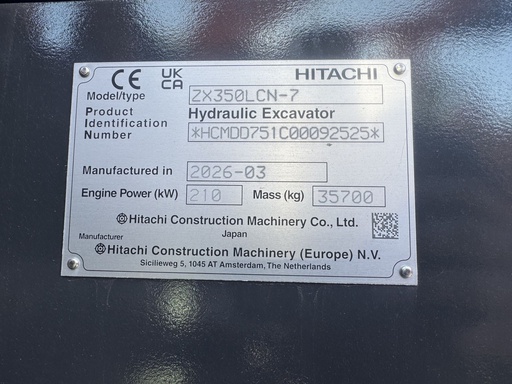 CE UK CA HITACHI
Model/type ZX350LCN-7
Product Hydraulic Excavator
Identification
Number *HCMDD751C00092525*
Manufactured in 2026-03
Engine Power (kW) 210 Mass (kg) 35700
Hitachi Construction Machinery Co., Ltd.
Japan
Manufacturer
Hitachi Construction Machinery (Europe) N.V.
Sicilieweg 5, 1045 AT Amsterdam, The Netherlands